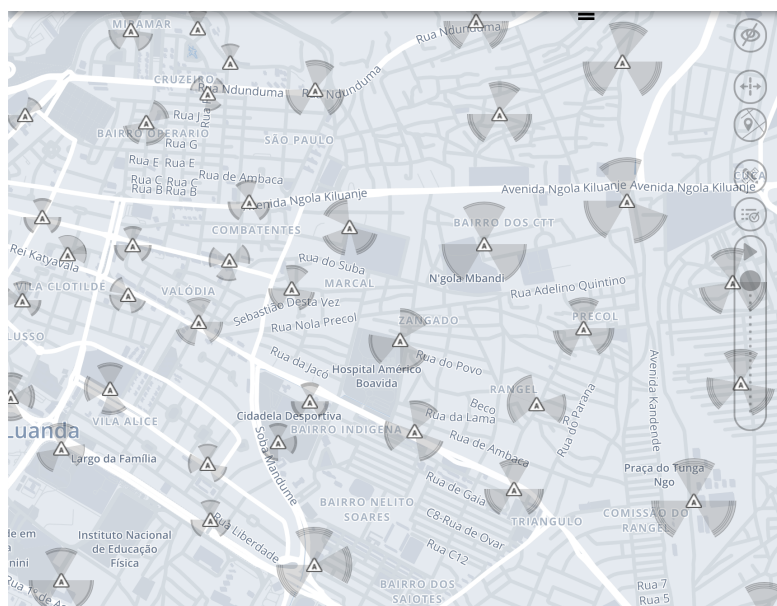 MIRAMAR
Rua Ndunduma
CRUZEIRO
Rua Ndunduma
Rua Ndunduma
Rua J
BAIRRO OPERARIO
Rua G
SÃO PAULO
Rua E Rua E
Rua C Rua C
Rua de Ambaca
Rua B Rua B
Avenida Ngola Kiluanje
Avenida Ngola Kiluanje
Avenida Ngola Kiluanje
COMBATENTES
BAIRRO DOS CTT
Rei Katyavala
Rua do Suba
N'gola Mbandi
VILA CLOTILDE
VALÓDIA
MARCAL
Rua Adelino Quintino
Sebastião Desta Vez
Rua Nola Precol
ZANGADO
PRECOL
LUSSO
Rua da Jacó
Rua do Povo
Hospital Américo
Boavida
Avenida Kandende
RANGEL
Beco
Rua do Parana
Cidadela Desportiva
Rua da Lama
VILA ALICE
BAIRRO INDIGENA
Luanda
Rua de Ambaca
Largo da Família
Soba Mandume
Praça do Tunga
Ngo
Rua de Gaia
BAIRRO NELITO
SOARES
C8-Rua de Ovar
TRIANGULO
COMISSÃO DO
RANGEL
Rua Liberdade
Instituto Nacional
de Educação
Física
Rua C12
BAIRRO DOS
SAIOTES
Rua 7
Rua 5